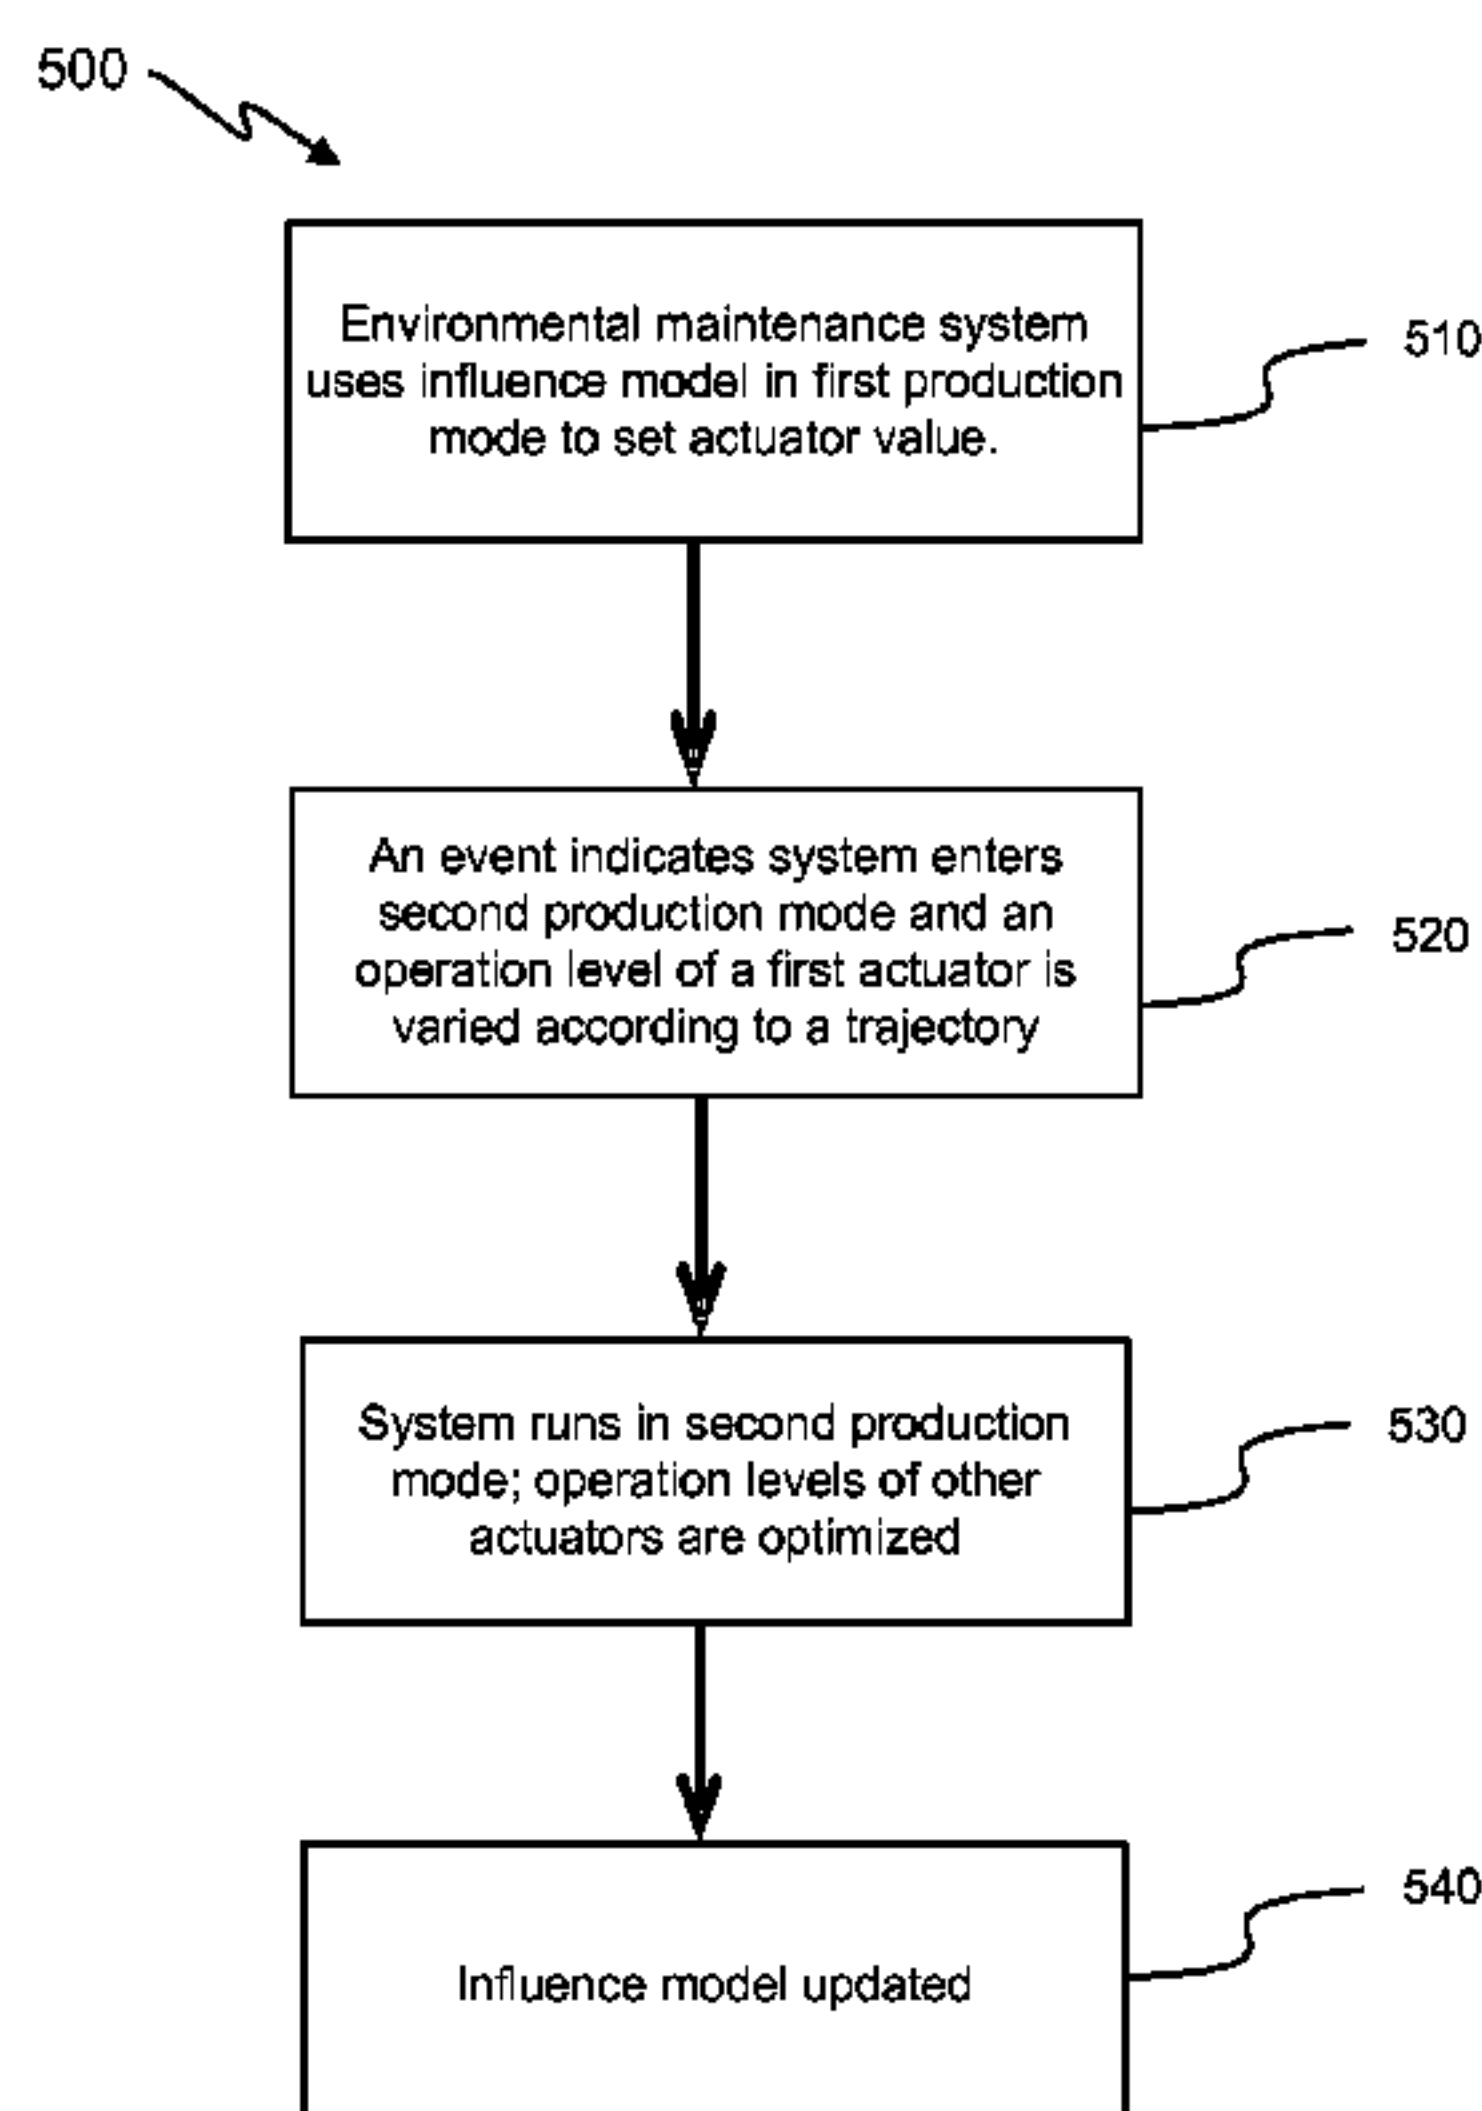 500
Environmental maintenance system
uses influence model in first production
mode to set actuator value.
510
An event indicates system enters
second production mode and an
operation level of a first actuator is
varied according to a trajectory
520
System runs in second production
mode; operation levels of other
actuators are optimized
530
Influence model updated
540